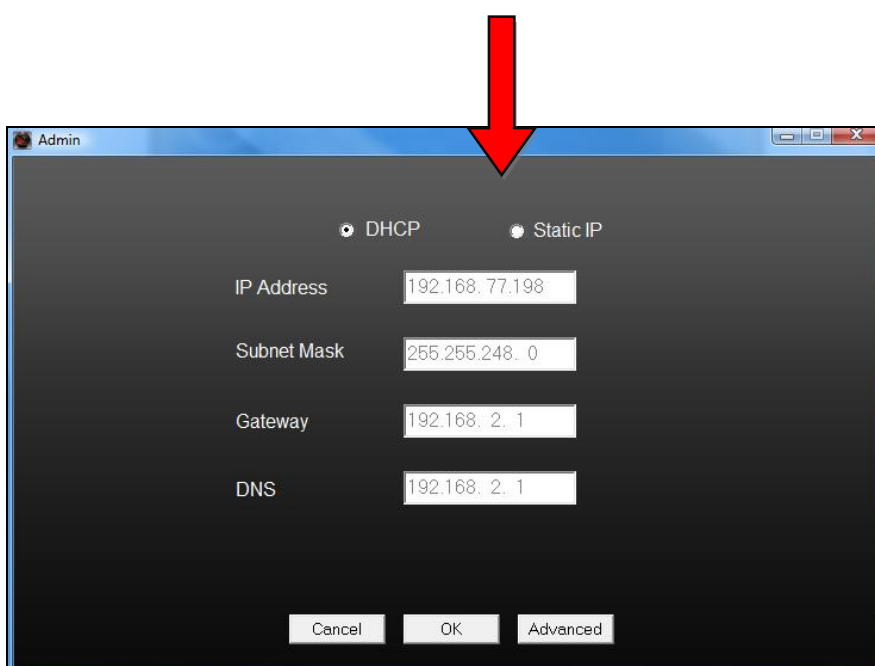 Admin
DHCP Static IP
IP Address 192.168. 77.198
Subnet Mask 255.255.248. 0
Gateway 192.168. 2. 1
DNS 192.168. 2. 1
Cancel OK Advanced